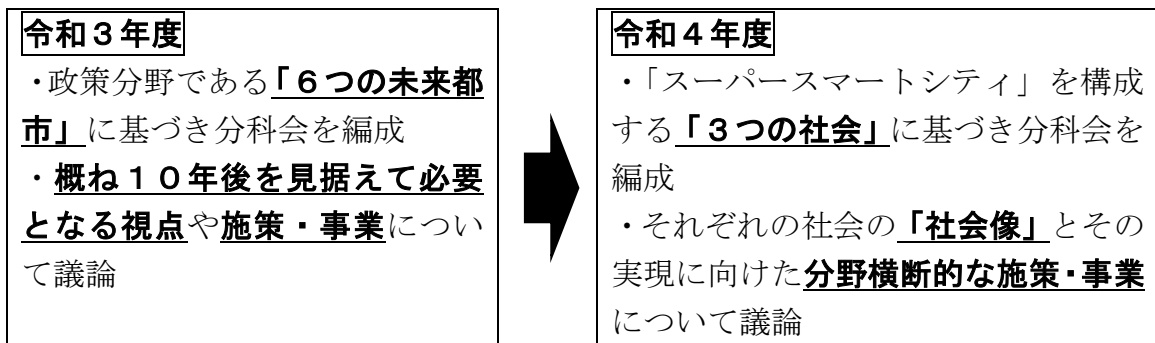 令和３年度
・政策分野である「６つの未来都
市」に基づき分科会を編成
・概ね１０年後を見据えて必要
となる視点や施策・事業につい
て議論
令和４年度
・「スーパースマートシティ」を構成
する「３つの社会」に基づき分科会を
編成
・それぞれの社会の「社会像」とその
実現に向けた分野横断的な施策・事業
について議論